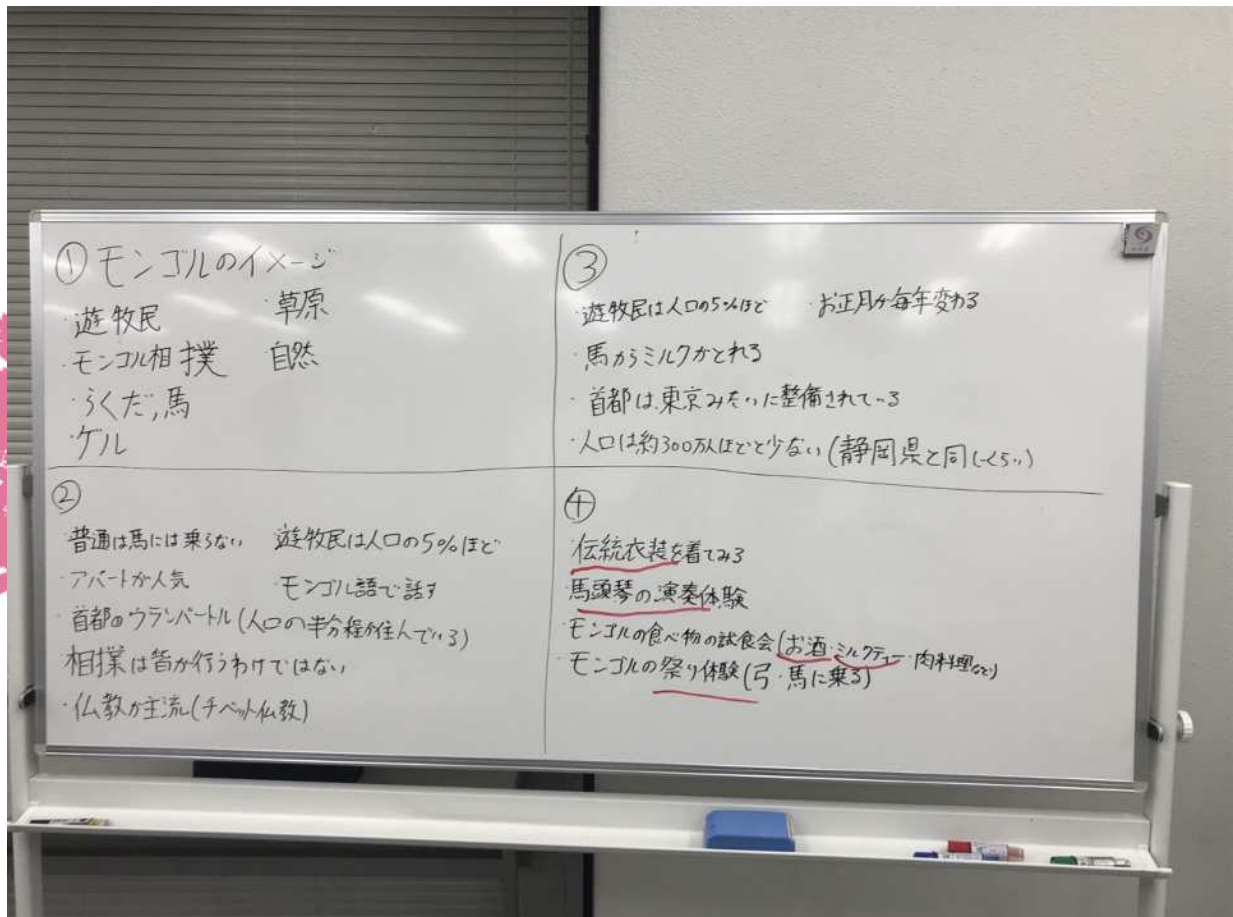 ① モンゴルのイメージ
・遊牧民 ・草原
・モンゴル相撲 ・自然
・らくだ,馬
・ゲル
②
・普通は馬には乗らない 遊牧民は人口の5%ほど
・アパートが人気 ・モンゴル語で話す
・首都のウランバートル(人口の半分程が住んでいる)
・相撲は皆が行うわけではない
・仏教が主流(チベット仏教)
③
・遊牧民は人口の5%ほど ・お正月が毎年変わる
・馬からミルクがとれる
・首都は、東京みたいに整備されている
・人口は約300万人ほどと少ない(静岡県と同じくらい)
④
・伝統衣装を着てみる
・馬頭琴の演奏体験
・モンゴルの食べ物の試食会(お酒・ミルクティー・肉料理など)
・モンゴルの祭り体験(弓・馬に乗る)